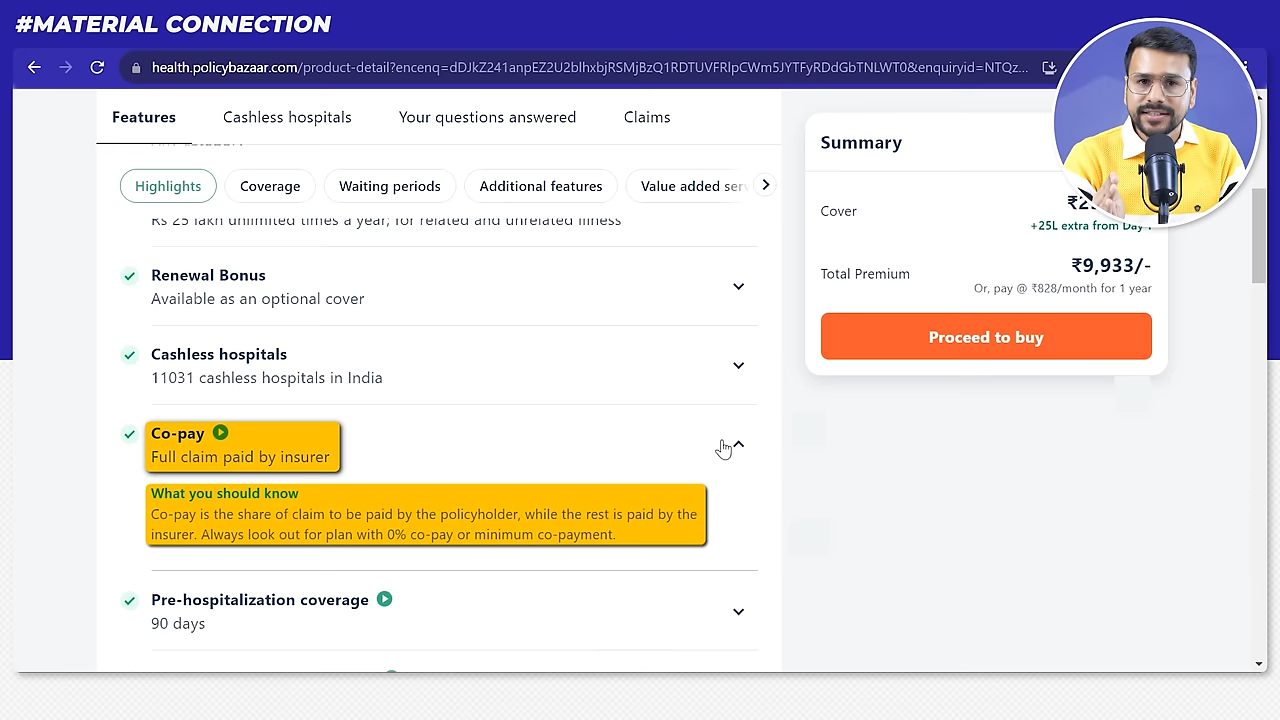 #MATERIAL CONNECTION
health.policybazaar.com/product-detail?encenq=dDJkZ241anpEZ2U2blhxbjRSMjBzQ1RDTUVFRlpCWm5JYTFyRDdGbTNLWT0&enquiryid=NTQz...
Features
Cashless hospitals
Your questions answered
Claims
Highlights
Coverage
Waiting periods
Additional features
Value added serv
Rs 25 lakh unlimited times a year; for related and unrelated illness
Renewal Bonus
Available as an optional cover
Cashless hospitals
11031 cashless hospitals in India
Co-pay
Full claim paid by insurer
What you should know
Co-pay is the share of claim to be paid by the policyholder, while the rest is paid by the
insurer. Always look out for plan with 0% co-pay or minimum co-payment.
Pre-hospitalization coverage
90 days
Summary
Cover
+25L extra from Day
Total Premium
₹9,933/-
Or, pay @ ₹828/month for 1 year
Proceed to buy